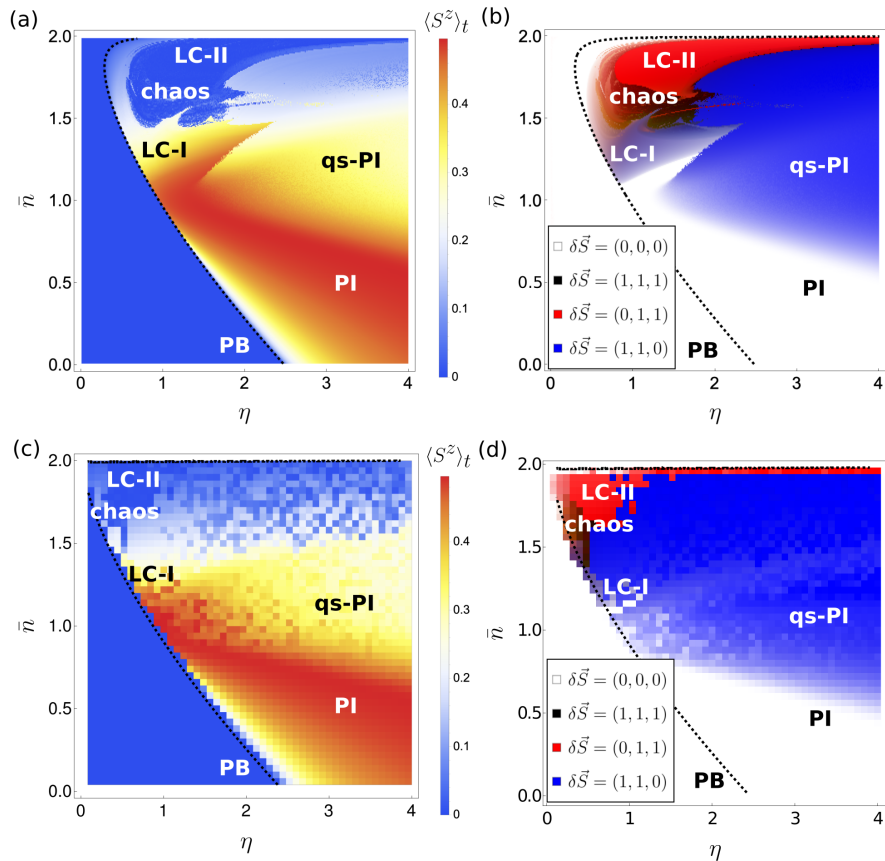 (a)
⟨S^z⟩_t
LC-II
chaos
LC-I
qs-PI
PI
PB
n̄
2.0
1.5
1.0
0.5
0.0
0 1 2 3 4
η
0.4
0.3
0.2
0.1
0
(b)
LC-II
chaos
LC-I
qs-PI
PI
PB
δS⃗ = (0, 0, 0)
δS⃗ = (1, 1, 1)
δS⃗ = (0, 1, 1)
δS⃗ = (1, 1, 0)
n̄
2.0
1.5
1.0
0.5
0.0
0 1 2 3 4
η
(c)
⟨S^z⟩_t
LC-II
chaos
LC-I
qs-PI
PI
PB
n̄
2.0
1.5
1.0
0.5
0.0
0 1 2 3 4
η
0.4
0.3
0.2
0.1
0
(d)
LC-II
chaos
LC-I
qs-PI
PI
PB
δS⃗ = (0, 0, 0)
δS⃗ = (1, 1, 1)
δS⃗ = (0, 1, 1)
δS⃗ = (1, 1, 0)
n̄
2.0
1.5
1.0
0.5
0.0
0 1 2 3 4
η